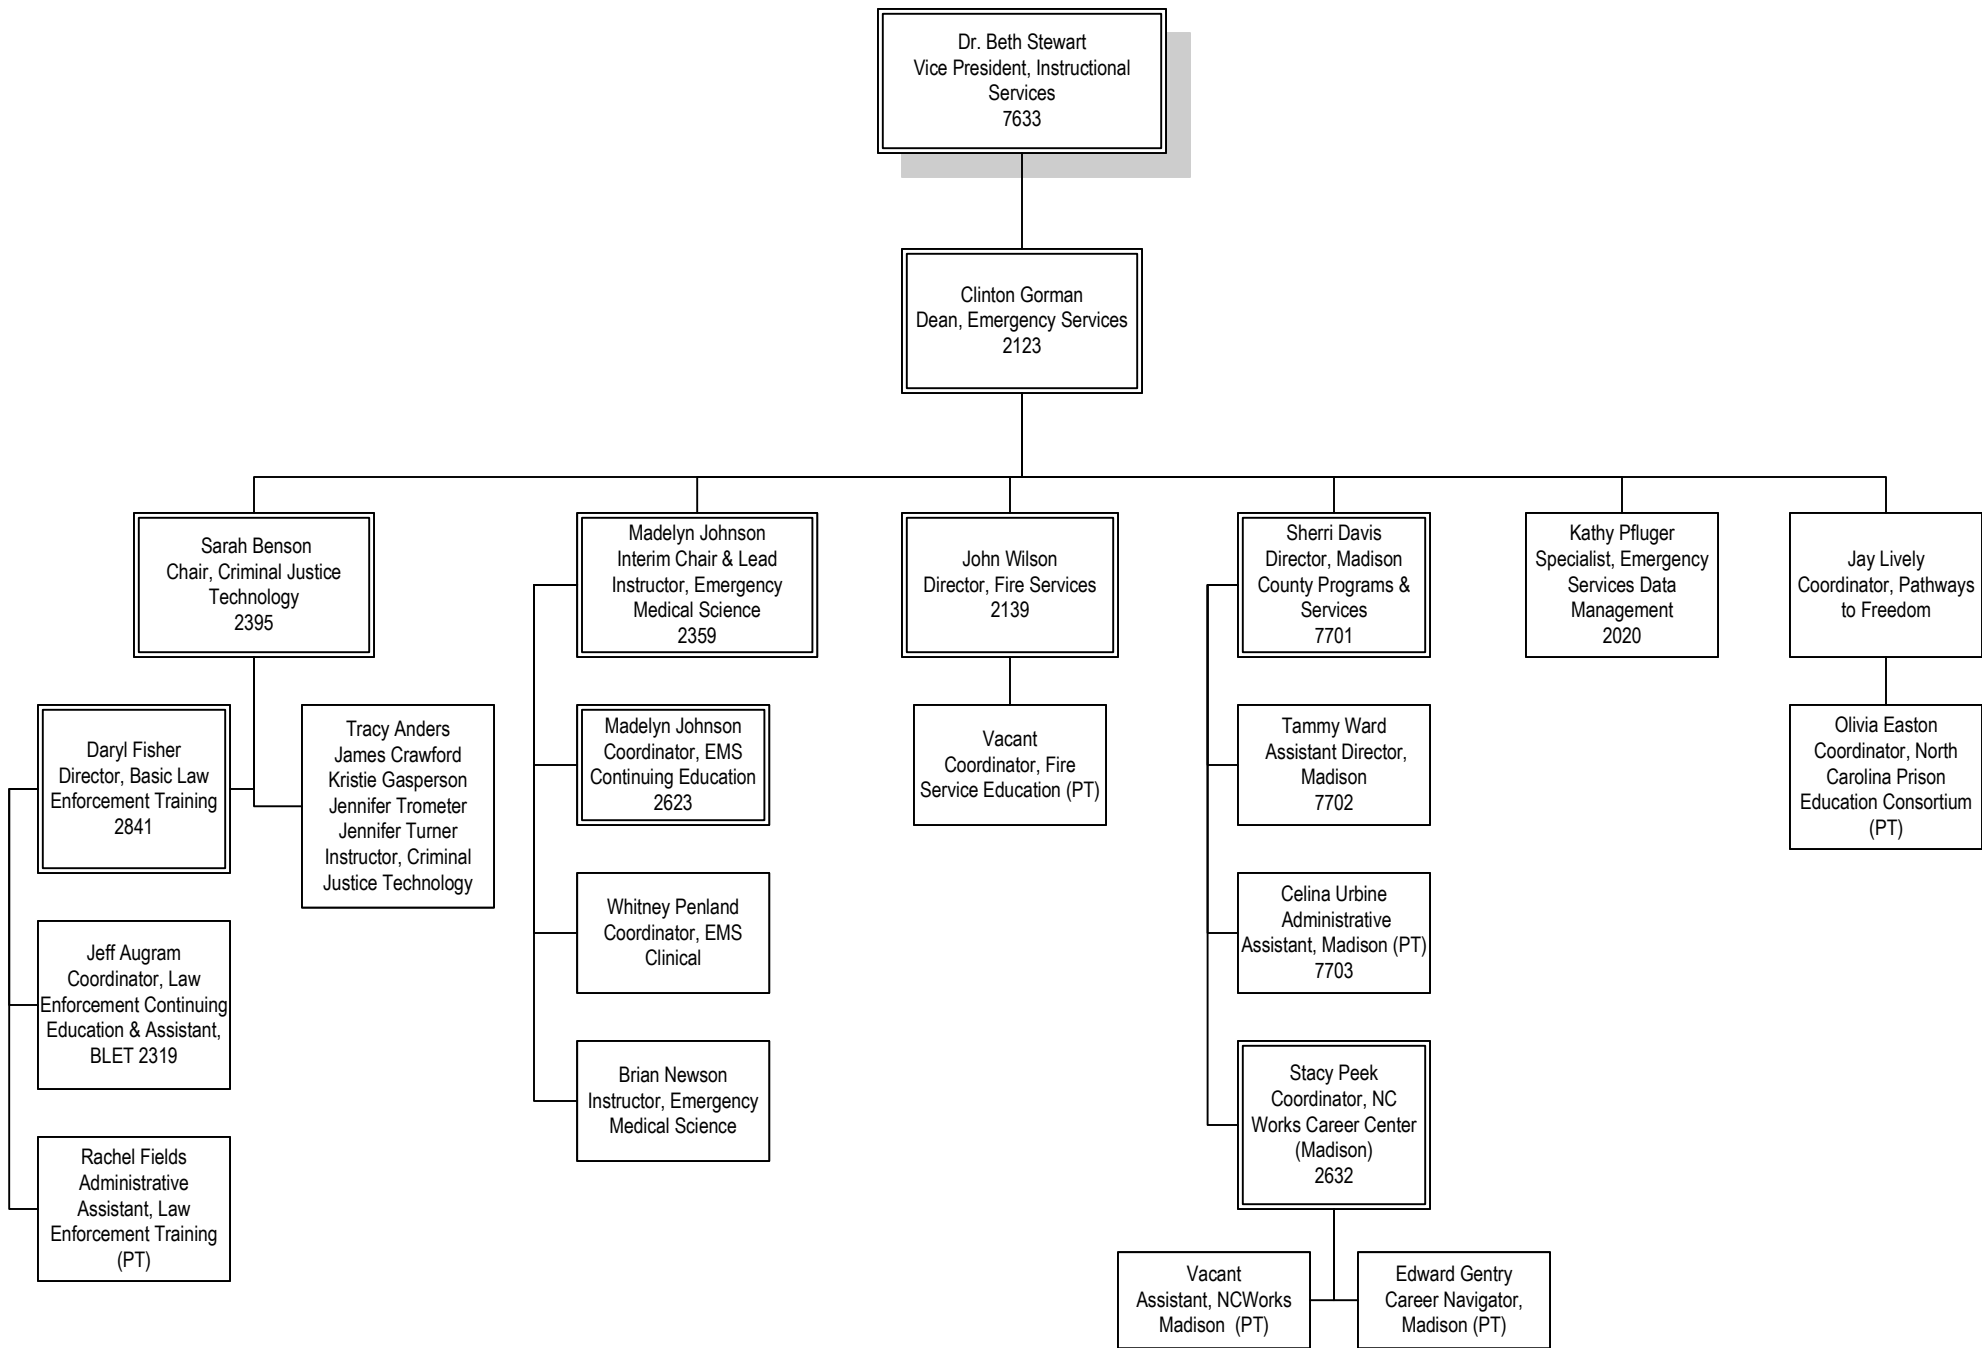 Dr. Beth Stewart
Vice President, Instructional
Services
7633
Clinton Gorman
Dean, Emergency Services
2123
Sarah Benson
Chair, Criminal Justice
Technology
2395
Madelyn Johnson
Interim Chair & Lead
Instructor, Emergency
Medical Science
2359
John Wilson
Director, Fire Services
2139
Sherri Davis
Director, Madison
County Programs &
Services
7701
Kathy Pfluger
Specialist, Emergency
Services Data
Management
2020
Jay Lively
Coordinator, Pathways
to Freedom
Daryl Fisher
Director, Basic Law
Enforcement Training
2841
Tracy Anders
James Crawford
Kristie Gasperson
Jennifer Trometer
Jennifer Turner
Instructor, Criminal
Justice Technology
Madelyn Johnson
Coordinator, EMS
Continuing Education
2623
Vacant
Coordinator, Fire
Service Education (PT)
Tammy Ward
Assistant Director,
Madison
7702
Olivia Easton
Coordinator, North
Carolina Prison
Education Consortium
(PT)
Jeff Augram
Coordinator, Law
Enforcement Continuing
Education & Assistant,
BLET 2319
Whitney Penland
Coordinator, EMS
Clinical
Celina Urbine
Administrative
Assistant, Madison (PT)
7703
Rachel Fields
Administrative
Assistant, Law
Enforcement Training
(PT)
Brian Newson
Instructor, Emergency
Medical Science
Stacy Peek
Coordinator, NC
Works Career Center
(Madison)
2632
Vacant
Assistant, NCWorks
Madison  (PT)
Edward Gentry
Career Navigator,
Madison (PT)